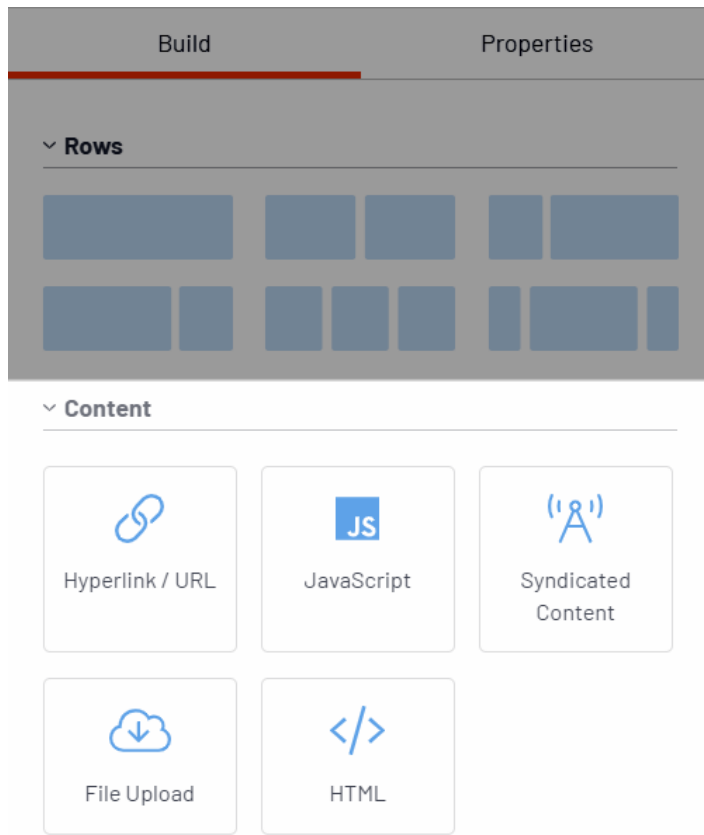 Build
Properties
Rows
Content
JS
Hyperlink / URL
JavaScript
Syndicated
Content
File Upload
HTML